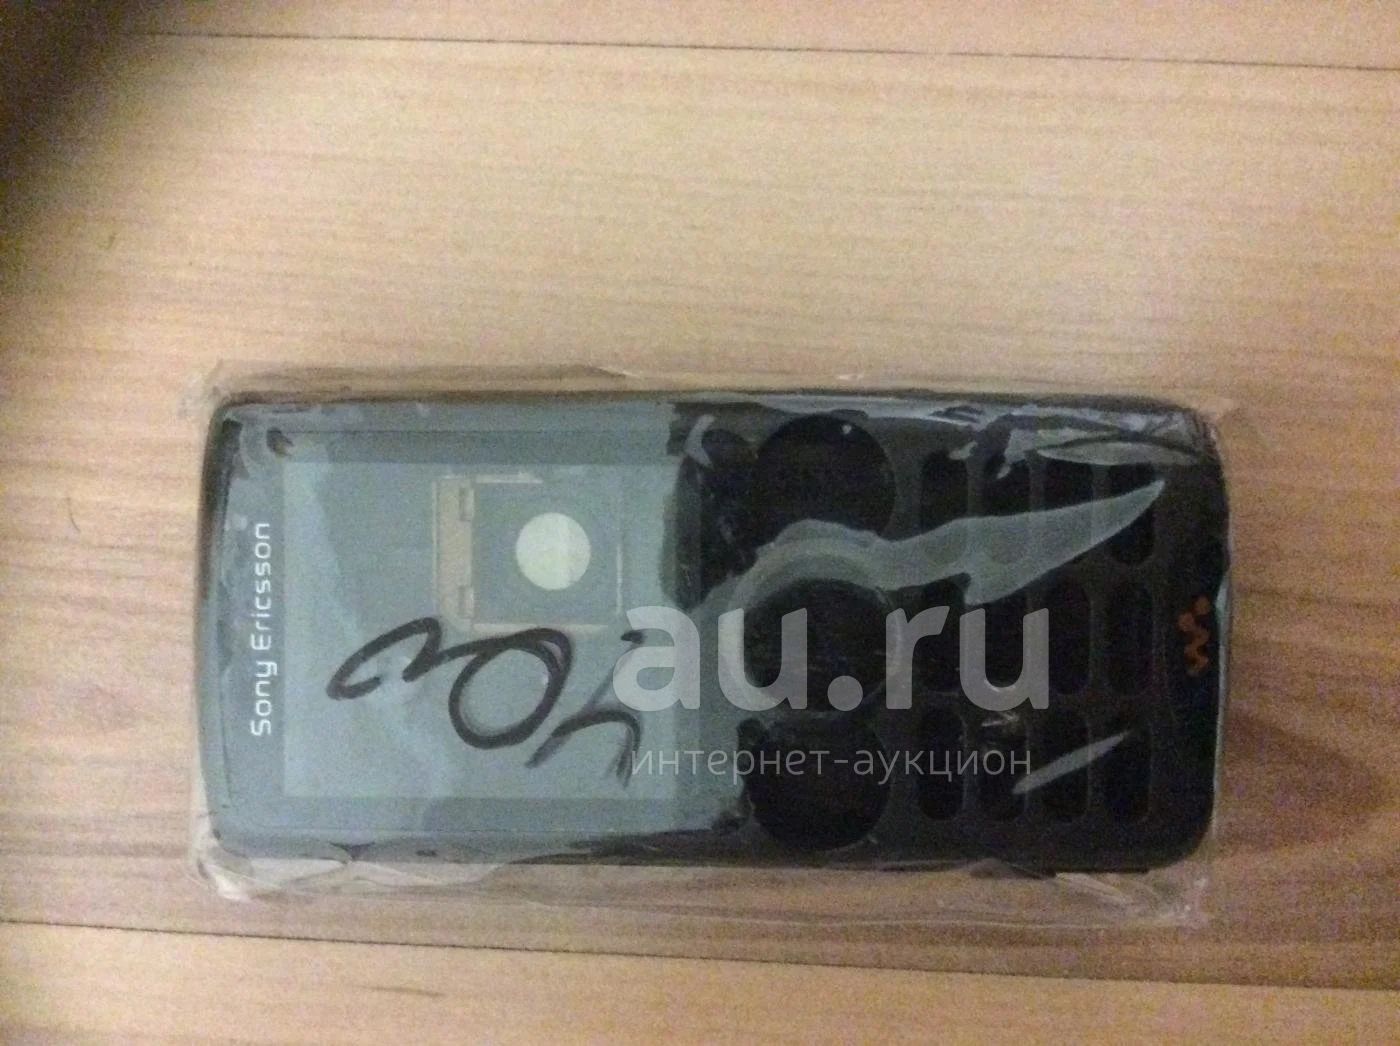 Sony Ericsson
au.ru
интернет-аукцион